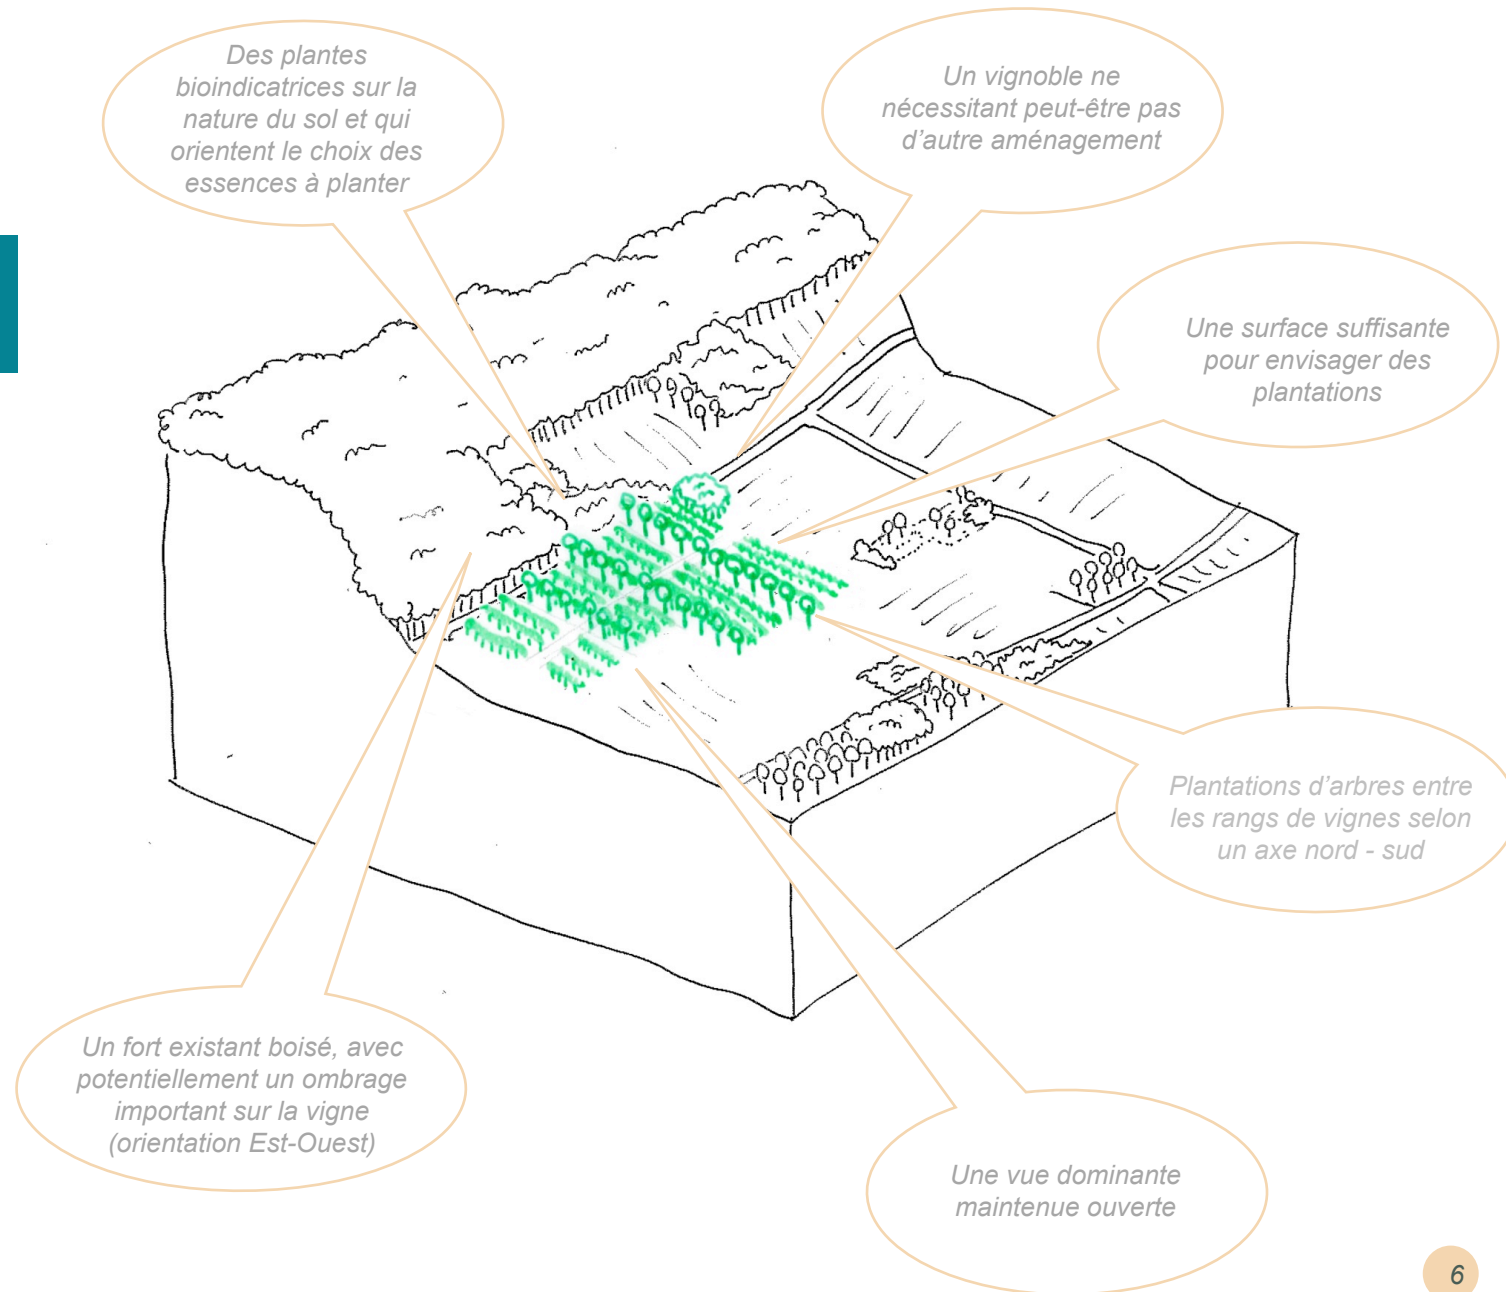 Des plantes
bioindicatrices sur la
nature du sol et qui
orientent le choix des
essences à planter
Un vignoble ne
nécessitant peut-être pas
d’autre aménagement
Une surface suffisante
pour envisager des
plantations
Plantations d’arbres entre
les rangs de vignes selon
un axe nord - sud
Un fort existant boisé, avec
potentiellement un ombrage
important sur la vigne
(orientation Est-Ouest)
Une vue dominante
maintenue ouverte
6